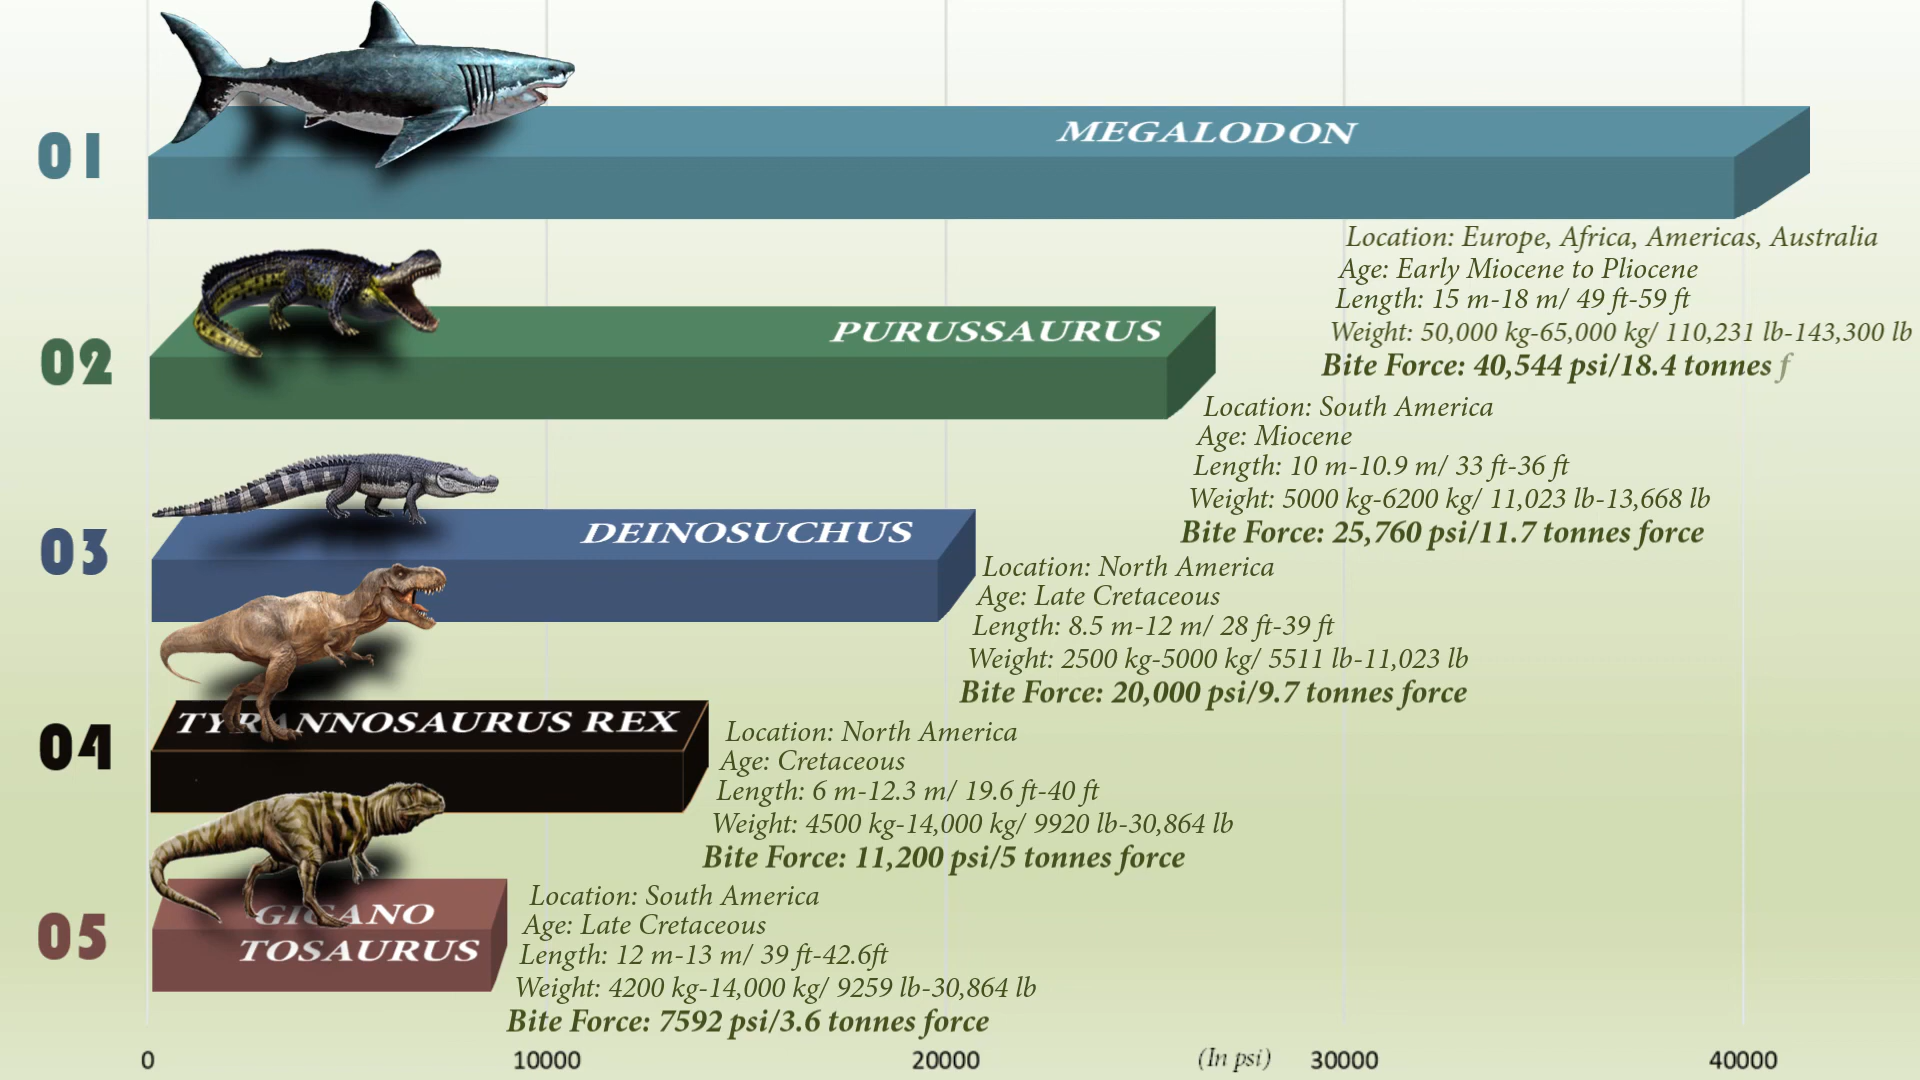 01
MEGALODON
Location: Europe, Africa, Americas, Australia
Age: Early Miocene to Pliocene
Length: 15 m-18 m/ 49 ft-59 ft
Weight: 50,000 kg-65,000 kg/ 110,231 lb-143,300 lb
Bite Force: 40,544 psi/18.4 tonnes f
02
PURUSSAURUS
Location: South America
Age: Miocene
Length: 10 m-10.9 m/ 33 ft-36 ft
Weight: 5000 kg-6200 kg/ 11,023 lb-13,668 lb
Bite Force: 25,760 psi/11.7 tonnes force
03
DEINOSUCHUS
Location: North America
Age: Late Cretaceous
Length: 8.5 m-12 m/ 28 ft-39 ft
Weight: 2500 kg-5000 kg/ 5511 lb-11,023 lb
Bite Force: 20,000 psi/9.7 tonnes force
04
TYRANNOSAURUS REX
Location: North America
Age: Cretaceous
Length: 6 m-12.3 m/ 19.6 ft-40 ft
Weight: 4500 kg-14,000 kg/ 9920 lb-30,864 lb
Bite Force: 11,200 psi/5 tonnes force
05
GIGANO
TOSAURUS
Location: South America
Age: Late Cretaceous
Length: 12 m-13 m/ 39 ft-42.6ft
Weight: 4200 kg-14,000 kg/ 9259 lb-30,864 lb
Bite Force: 7592 psi/3.6 tonnes force
0 10000 20000 (In psi) 30000 40000